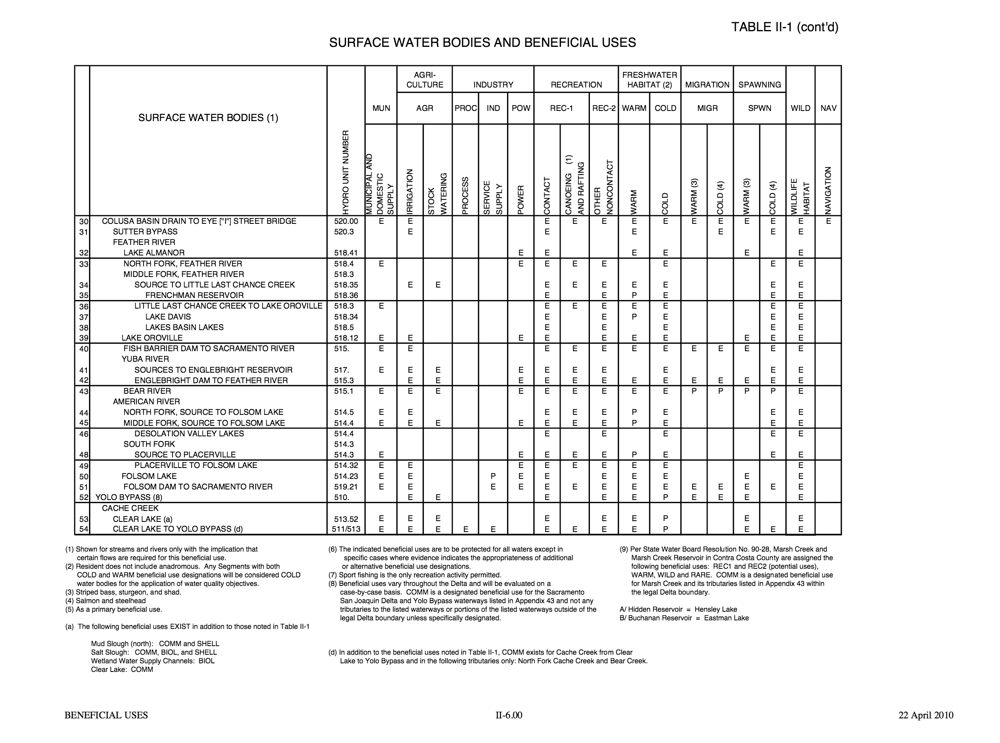 TABLE II-1 (cont'd)
SURFACE WATER BODIES AND BENEFICIAL USES
SURFACE WATER BODIES (1)
HYDRO UNIT NUMBER
AGRI-
CULTURE
INDUSTRY
RECREATION
FRESHWATER
HABITAT (2)
MIGRATION
SPAWNING
MUN AGR PROC IND POW REC-1 REC-2 WARM COLD MIGR SPWN WILD NAV
MUNICIPAL AND
DOMESTIC
SUPPLY
IRRIGATION
STOCK
WATERING
PROCESS
SERVICE
SUPPLY
POWER
CONTACT
CANOEING (1)
AND RAFTING
OTHER
NONCONTACT
WARM
COLD
WARM (3)
COLD (4)
WARM (3)
COLD (4)
WILDLIFE
HABITAT
NAVIGATION
30 COLUSA BASIN DRAIN TO EYE ["I"] STREET BRIDGE 520.00 E E E E E E E E E E E E E
31 SUTTER BYPASS 520.3 E E E E E E
FEATHER RIVER
32 LAKE ALMANOR 518.41 E E E E E E
33 NORTH FORK, FEATHER RIVER 518.4 E E E E E E E E
MIDDLE FORK, FEATHER RIVER 518.3
34 SOURCE TO LITTLE LAST CHANCE CREEK 518.35 E E E E E E E E E
35 FRENCHMAN RESERVOIR 518.36 E E P E E E
36 LITTLE LAST CHANCE CREEK TO LAKE OROVILLE 518.3 E E E E E E E E
37 LAKE DAVIS 518.34 E E P E E E
38 LAKES BASIN LAKES 518.5 E E E E E
39 LAKE OROVILLE 518.12 E E E E E E E E E E
40 FISH BARRIER DAM TO SACRAMENTO RIVER 515. E E E E E E E E E E E E
YUBA RIVER
41 SOURCES TO ENGLEBRIGHT RESERVOIR 517. E E E E E E E E E E
42 ENGLEBRIGHT DAM TO FEATHER RIVER 515.3 E E E E E E E E E E E E E
43 BEAR RIVER 515.1 E E E E E E E E E P P P P E
AMERICAN RIVER
44 NORTH FORK, SOURCE TO FOLSOM LAKE 514.5 E E E E E P E E E
45 MIDDLE FORK, SOURCE TO FOLSOM LAKE 514.4 E E E E E E E P E E E
46 DESOLATION VALLEY LAKES 514.4 E E E E E
SOUTH FORK 514.3
48 SOURCE TO PLACERVILLE 514.3 E E E E E P E E E
49 PLACERVILLE TO FOLSOM LAKE 514.32 E E E E E E E E E
50 FOLSOM LAKE 514.23 E E P E E E E E E E
51 FOLSOM DAM TO SACRAMENTO RIVER 519.21 E E E E E E E E E E E E E E
52 YOLO BYPASS (8) 510. E E E E E P E E E E
CACHE CREEK
53 CLEAR LAKE (a) 513.52 E E E E E E P E E
54 CLEAR LAKE TO YOLO BYPASS (d) 511/513 E E E E E E E E E P E E E
(1) Shown for streams and rivers only with the implication that
certain flows are required for this beneficial use.
(2) Resident does not include anadromous. Any Segments with both
COLD and WARM beneficial use designations will be considered COLD
water bodies for the application of water quality objectives.
(3) Striped bass, sturgeon, and shad.
(4) Salmon and steelhead
(5) As a primary beneficial use.
(a) The following beneficial uses EXIST in addition to those noted in Table II-1
Mud Slough (north): COMM and SHELL
Salt Slough: COMM, BIOL, and SHELL
Wetland Water Supply Channels: BIOL
Clear Lake: COMM
(6) The indicated beneficial uses are to be protected for all waters except in
specific cases where evidence indicates the appropriateness of additional
or alternative beneficial use designations.
(7) Sport fishing is the only recreation activity permitted.
(8) Beneficial uses vary throughout the Delta and will be evaluated on a
case-by-case basis. COMM is a designated beneficial use for the Sacramento
San Joaquin Delta and Yolo Bypass waterways listed in Appendix 43 and not any
tributaries to the listed waterways or portions of the listed waterways outside of the
legal Delta boundary unless specifically designated.
(d) In addition to the beneficial uses noted in Table II-1, COMM exists for Cache Creek from Clear
Lake to Yolo Bypass and in the following tributaries only: North Fork Cache Creek and Bear Creek.
(9) Per State Water Board Resolution No. 90-28, Marsh Creek and
Marsh Creek Reservoir in Contra Costa County are assigned the
following beneficial uses: REC1 and REC2 (potential uses),
WARM, WILD and RARE. COMM is a designated beneficial use
for Marsh Creek and its tributaries listed in Appendix 43 within
the legal Delta boundary.
A/ Hidden Reservoir = Hensley Lake
B/ Buchanan Reservoir = Eastman Lake
BENEFICIAL USES
II-6.00
22 April 2010